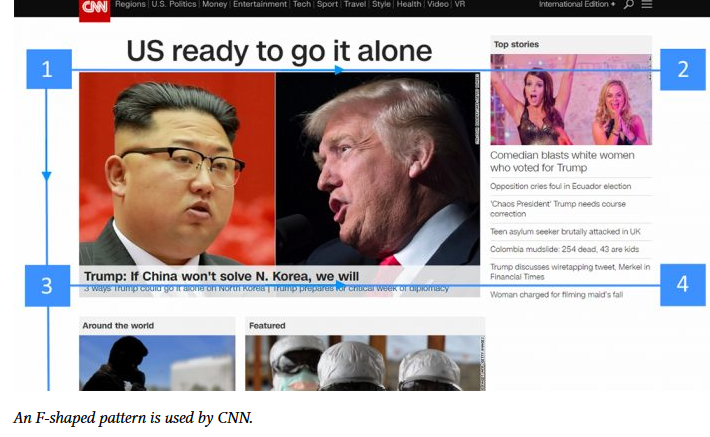 CNN
Regions | U.S. Politics | Money | Entertainment | Tech | Sport | Travel | Style | Health | Video | VR
International Edition +
US ready to go it alone
1
2
Top stories
Comedian blasts white women
who voted for Trump
Opposition cries foul in Ecuador election
'Chaos President' Trump needs course
correction
Teen asylum seeker brutally attacked in UK
Colombia mudslide: 254 dead, 43 are kids
Trump discusses wiretapping tweet, Merkel in
Financial Times
Woman charged for filming maid's fall
Trump: If China won't solve N. Korea, we will
3
4
3 ways Trump could go it alone on North Korea | Trump prepares for critical week of diplomacy
Around the world
Featured
An F-shaped pattern is used by CNN.